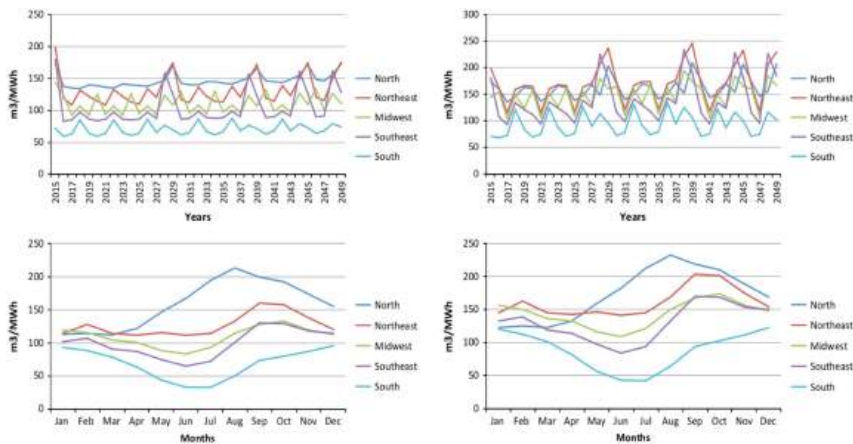 250
200
150
100
50
0
m3/MWh
2015 2017 2019 2021 2023 2025 2027 2029 2031 2033 2035 2037 2039 2041 2043 2045 2047 2049
Years
North
Northeast
Midwest
Southeast
South
300
250
200
150
100
50
0
m3/MWh
2015 2017 2019 2021 2023 2025 2027 2029 2031 2033 2035 2037 2039 2041 2043 2045 2047 2049
Years
North
Northeast
Midwest
Southeast
South
250
200
150
100
50
0
m3/MWh
Jan Feb Mar Apr May Jun Jul Aug Sep Oct Nov Dec
Months
North
Northeast
Midwest
Southeast
South
250
200
150
100
50
0
m3/MWh
Jan Feb Mar Apr May Jun Jul Aug Sep Oct Nov Dec
Months
North
Northeast
Midwest
Southeast
South